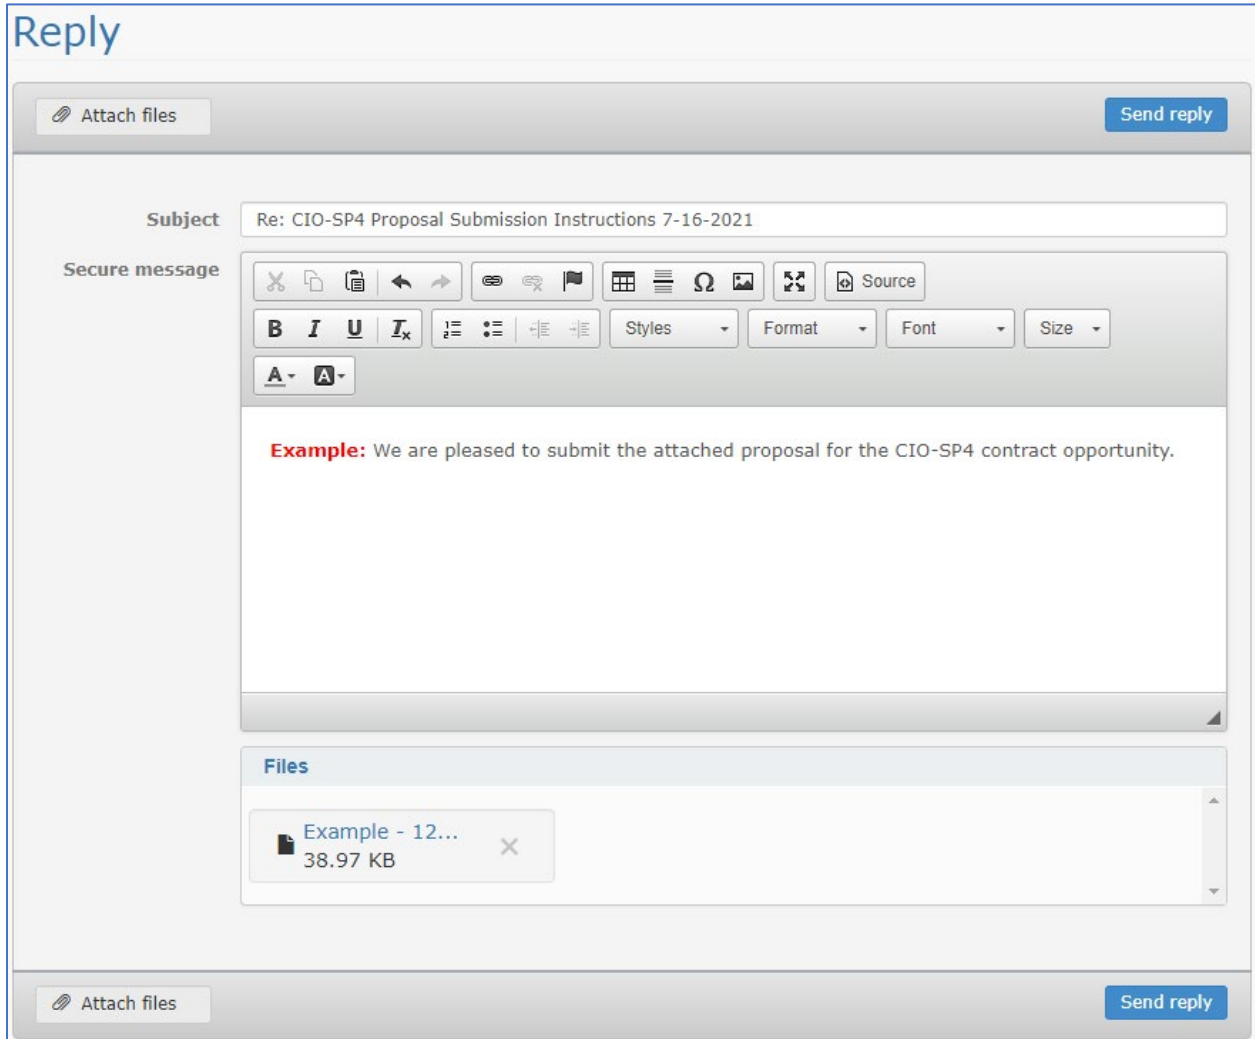 Reply
Attach files
Send reply
Subject
Re: CIO-SP4 Proposal Submission Instructions 7-16-2021
Secure message
Source
B I U Ix Styles Format Font Size
A A
Example: We are pleased to submit the attached proposal for the CIO-SP4 contract opportunity.
Files
Example - 12...
38.97 KB
Attach files
Send reply